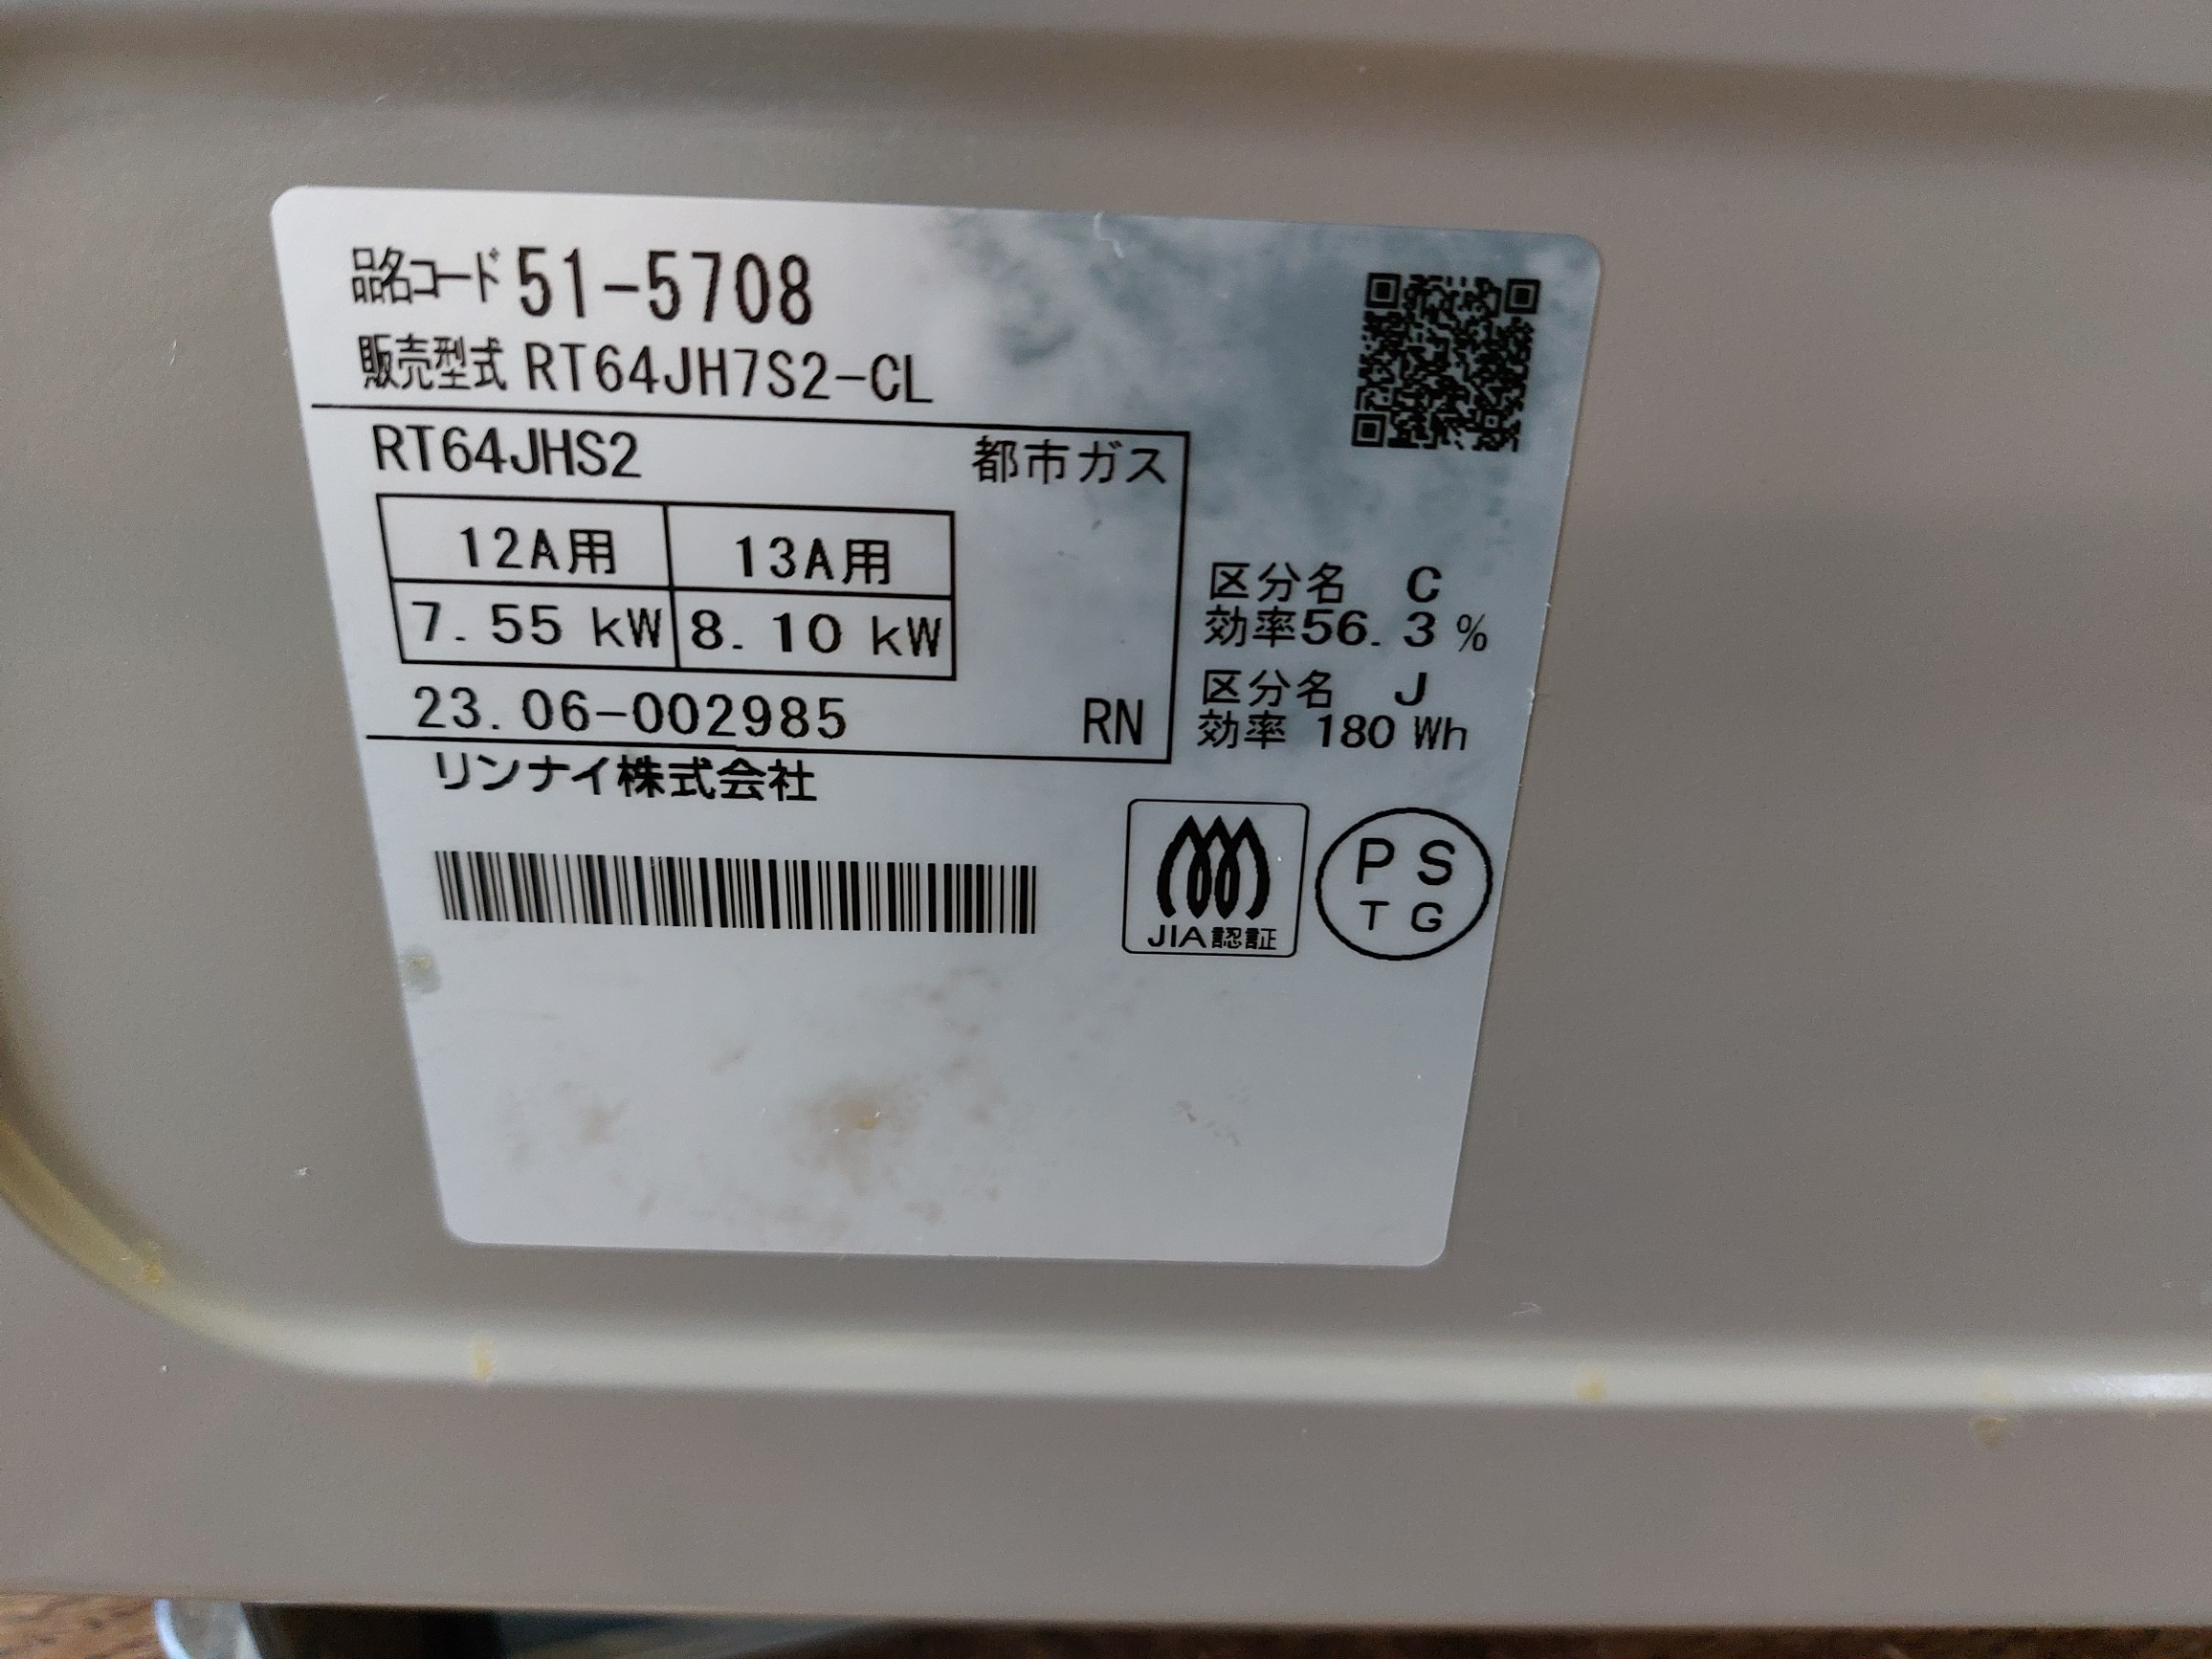 品名コード 51-5708
販売型式 RT64JH7S2-CL
RT64JHS2 都市ガス
12A用 13A用
7.55 kW 8.10 kW
23.06-002985 RN
リンナイ株式会社
区分名 C
効率56.3%
区分名 J
効率 180 Wh
JIA認証
PS
TG